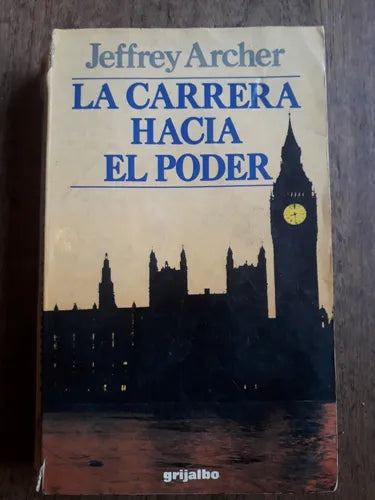 Jeffrey Archer
LA CARRERA
HACIA
EL PODER
grijalbo